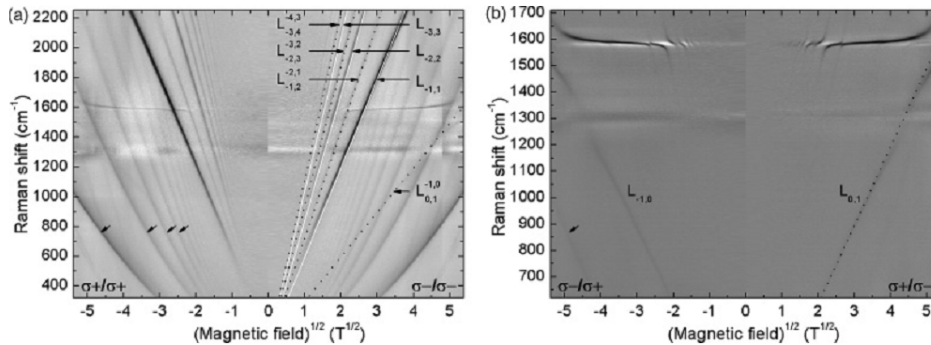 (a)
2200
2000
1800
1600
1400
1200
1000
800
600
400
Raman shift (cm⁻¹)
L-4,3 -3,4
L-3,2 -2,3
L-2,1 -1,2
L-3,3
L-2,2
L-1,1
L-1,0 0,1
σ+/σ+
σ−/σ−
-5 -4 -3 -2 -1 0 1 2 3 4 5
(Magnetic field)^1/2 (T^1/2)
(b)
1700
1600
1500
1400
1300
1200
1100
1000
900
800
700
Raman shift (cm⁻¹)
L-1,0
L0,1
σ−/σ+
σ+/σ−
-5 -4 -3 -2 -1 0 1 2 3 4 5
(Magnetic field)^1/2 (T^1/2)